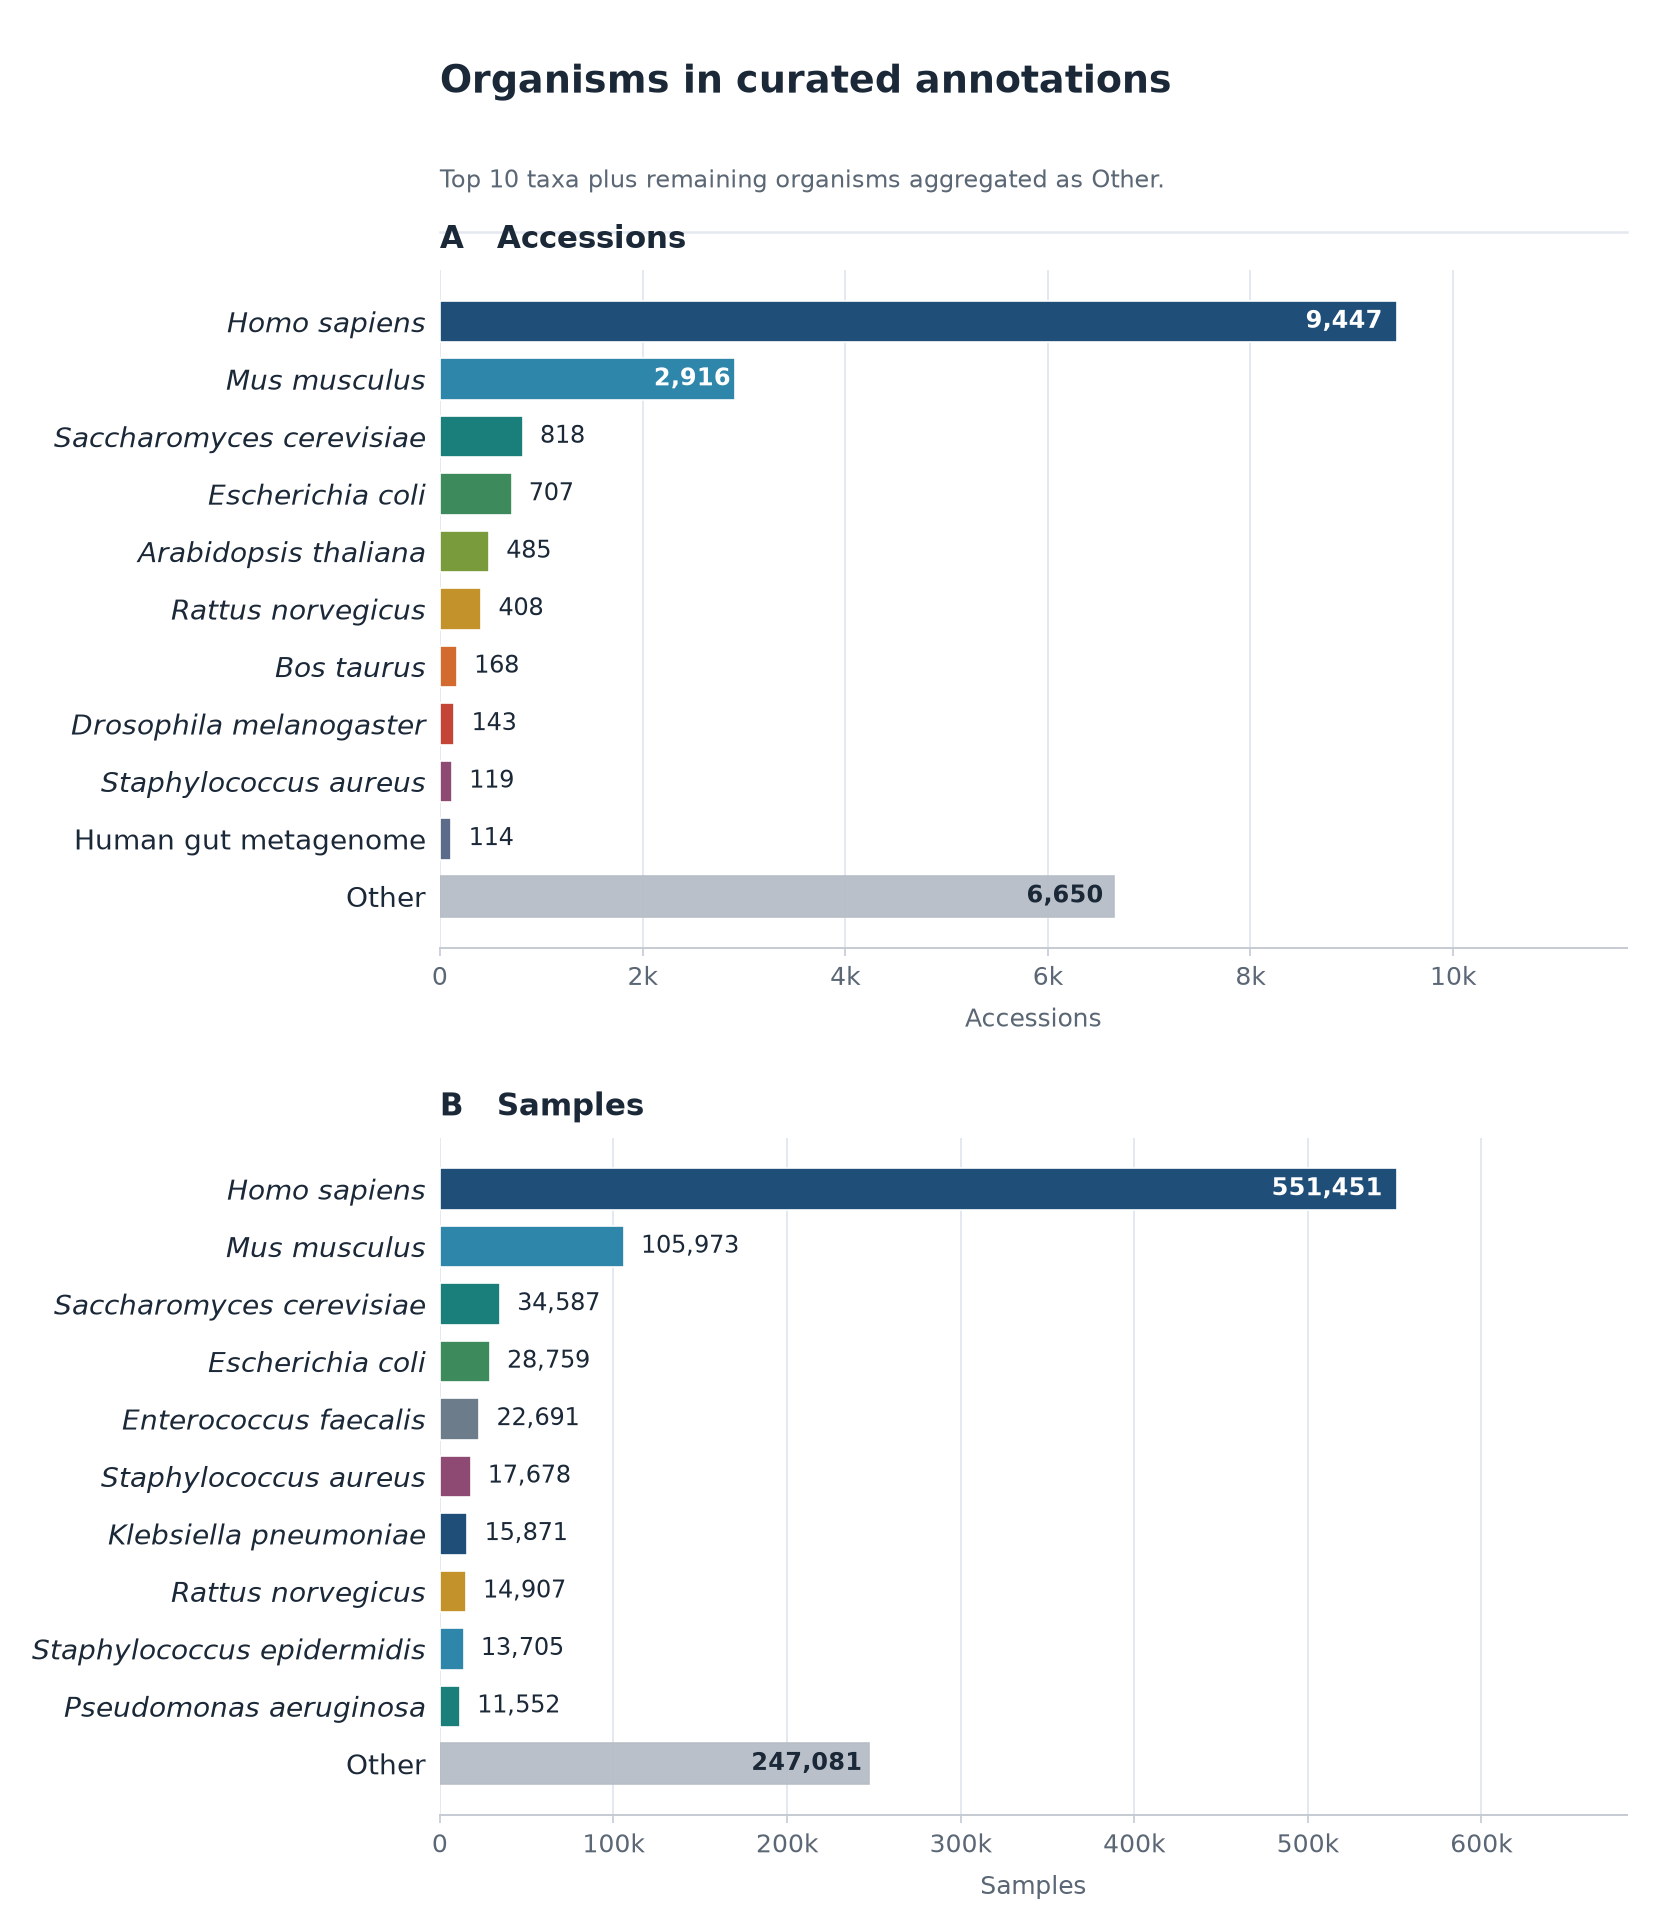 Organisms in curated annotations
Top 10 taxa plus remaining organisms aggregated as Other.
A Accessions
Homo sapiens 9,447
Mus musculus 2,916
Saccharomyces cerevisiae 818
Escherichia coli 707
Arabidopsis thaliana 485
Rattus norvegicus 408
Bos taurus 168
Drosophila melanogaster 143
Staphylococcus aureus 119
Human gut metagenome 114
Other 6,650
0 2k 4k 6k 8k 10k
Accessions
B Samples
Homo sapiens 551,451
Mus musculus 105,973
Saccharomyces cerevisiae 34,587
Escherichia coli 28,759
Enterococcus faecalis 22,691
Staphylococcus aureus 17,678
Klebsiella pneumoniae 15,871
Rattus norvegicus 14,907
Staphylococcus epidermidis 13,705
Pseudomonas aeruginosa 11,552
Other 247,081
0 100k 200k 300k 400k 500k 600k
Samples